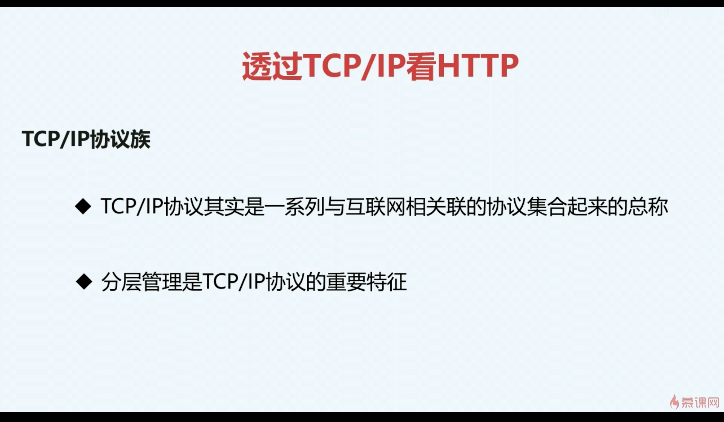 透过TCP/IP看HTTP
TCP/IP协议族
◆ TCP/IP协议其实是一系列与互联网相关联的协议集合起来的总称
◆ 分层管理是TCP/IP协议的重要特征
慕课网